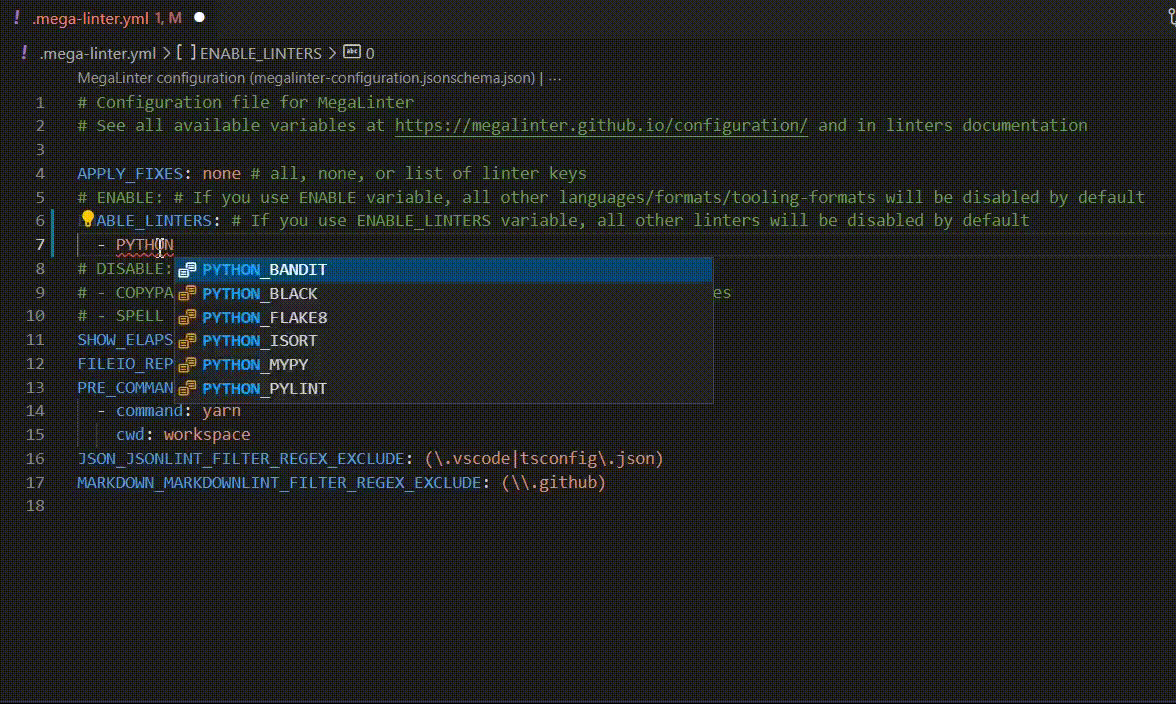 ! .mega-linter.yml 1, M
! .mega-linter.yml > [ ] ENABLE_LINTERS > abc 0
MegaLinter configuration (megalinter-configuration.jsonschema.json) | ...
1 # Configuration file for MegaLinter
2 # See all available variables at https://megalinter.github.io/configuration/ and in linters documentation
3
4 APPLY_FIXES: none # all, none, or list of linter keys
5 # ENABLE: # If you use ENABLE variable, all other languages/formats/tooling-formats will be disabled by default
6 ABLE_LINTERS: # If you use ENABLE_LINTERS variable, all other linters will be disabled by default
7 - PYTHON
8 # DISABLE:
PYTHON_BANDIT
9 # - COPYPA es
PYTHON_BLACK
10 # - SPELL
PYTHON_FLAKE8
11 SHOW_ELAPS
PYTHON_ISORT
12 FILEIO_REP
PYTHON_MYPY
13 PRE_COMMAN
PYTHON_PYLINT
14 - command: yarn
15 cwd: workspace
16 JSON_JSONLINT_FILTER_REGEX_EXCLUDE: (\.vscode|tsconfig\.json)
17 MARKDOWN_MARKDOWNLINT_FILTER_REGEX_EXCLUDE: (\\.github)
18